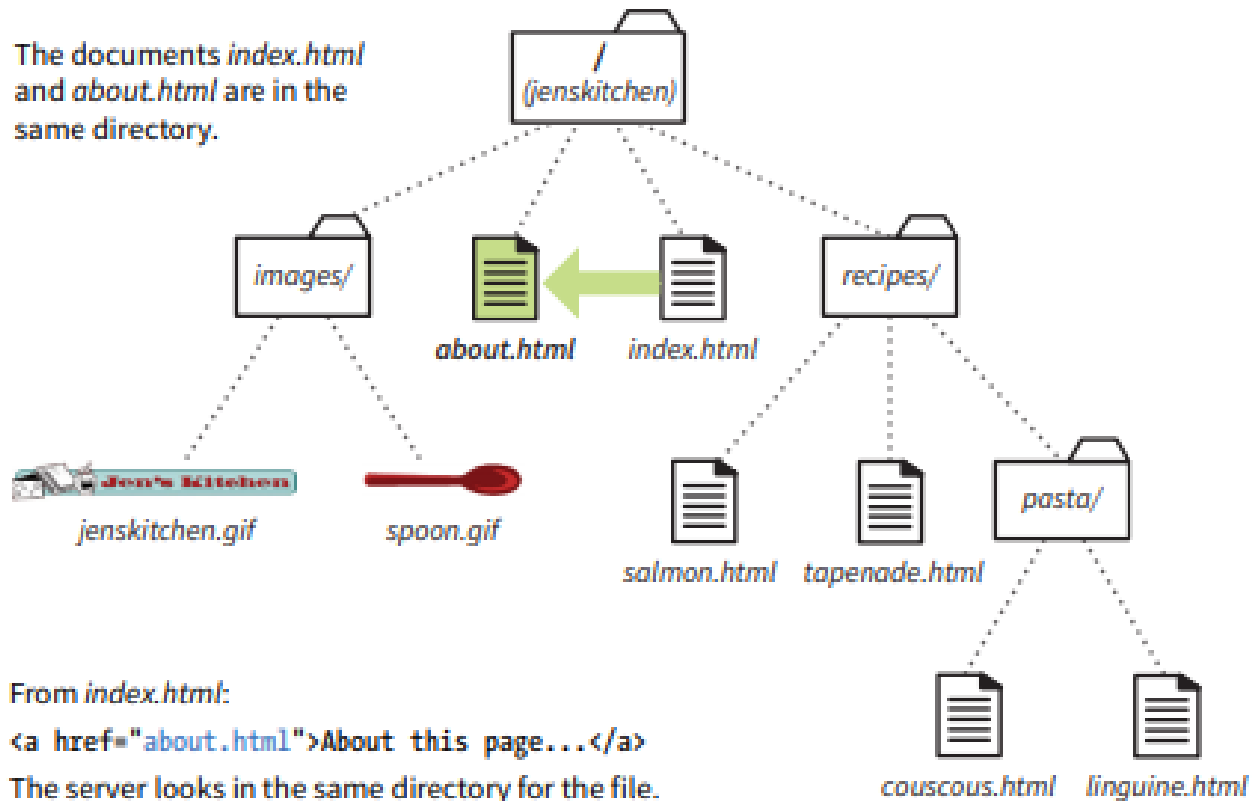 The documents index.html
and about.html are in the
same directory.
/
(jenskitchen)
images/
recipes/
about.html
index.html
Jen's Kitchen
jenskitchen.gif
spoon.gif
pasta/
salmon.html
tapenade.html
From index.html:
<a href="about.html">About this page...</a>
The server looks in the same directory for the file.
couscous.html
linguine.html